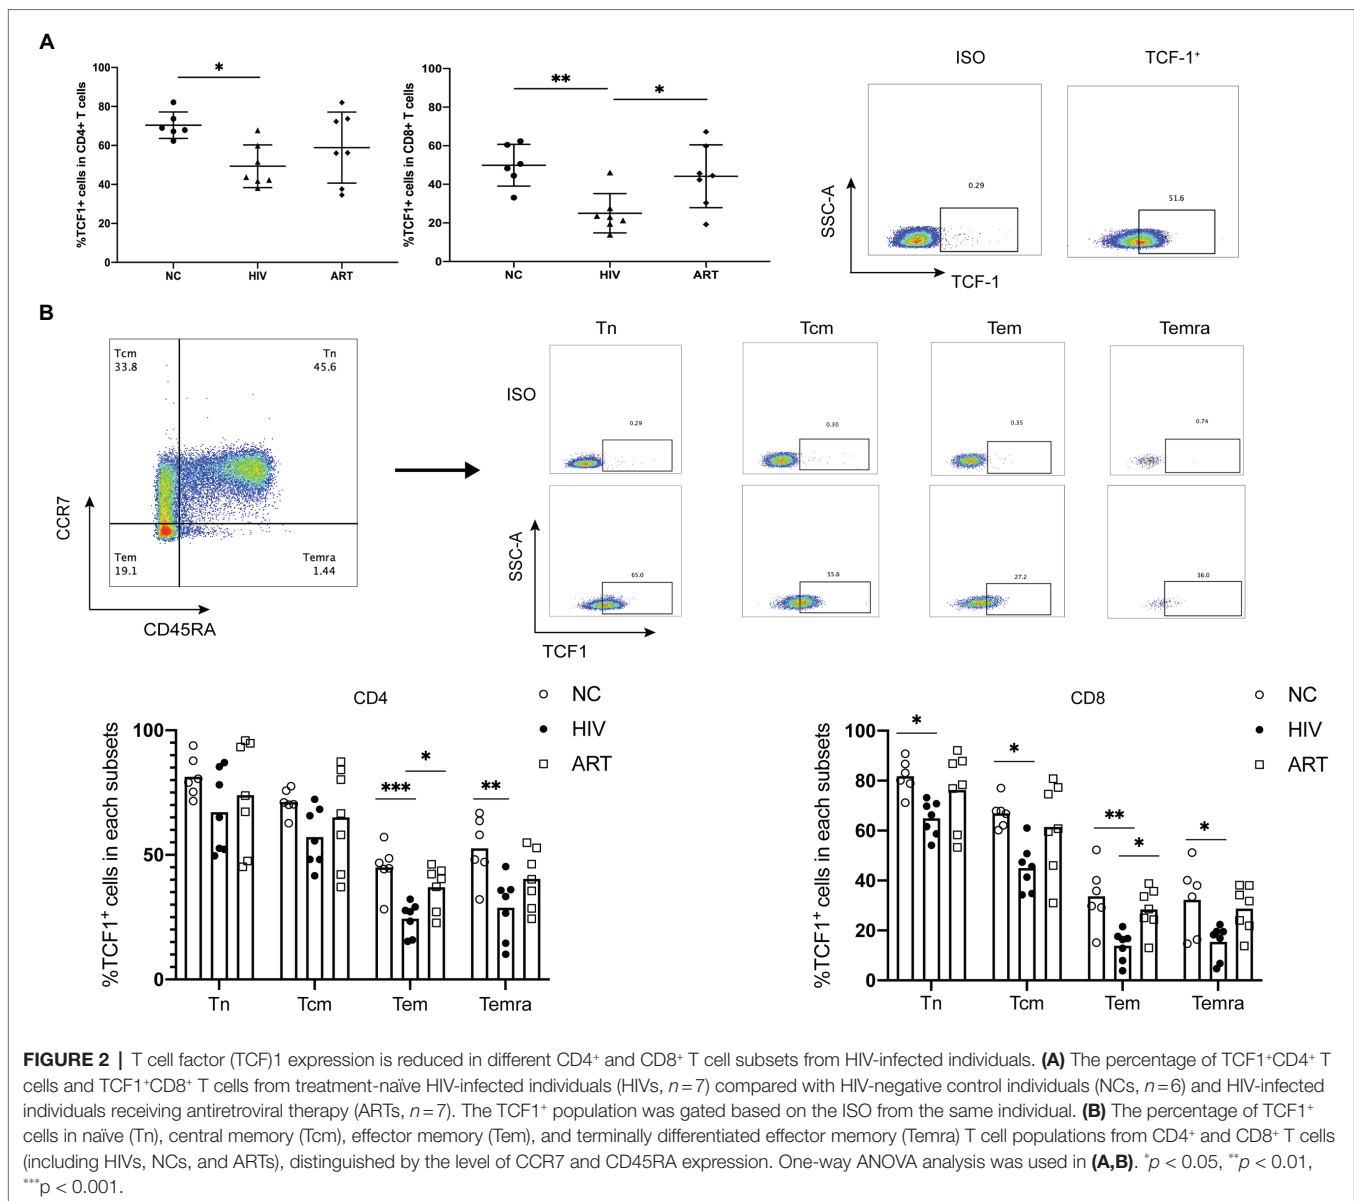 A
%TCF1+ cells in CD4+ T cells
100
80
60
40
20
0
*
NC
HIV
ART
%TCF1+ cells in CD8+ T cells
100
80
60
40
20
0
**
*
NC
HIV
ART
ISO
TCF-1⁺
0.29
51.6
SSC-A
TCF-1
B
Tcm
33.8
Tn
45.6
Tem
19.1
Temra
1.44
CCR7
CD45RA
Tn
Tcm
Tem
Temra
ISO
0.29
0.30
0.35
0.74
65.0
55.6
27.2
36.0
SSC-A
TCF1
CD4
NC
HIV
ART
%TCF1⁺ cells in each subsets
100
50
0
***
*
**
Tn
Tcm
Tem
Temra
CD8
NC
HIV
ART
%TCF1⁺ cells in each subsets
100
80
60
40
20
0
*
*
**
*
*
Tn
Tcm
Tem
Temra
FIGURE 2 | T cell factor (TCF)1 expression is reduced in different CD4⁺ and CD8⁺ T cell subsets from HIV-infected individuals. (A) The percentage of TCF1⁺CD4⁺ T
cells and TCF1⁺CD8⁺ T cells from treatment-naïve HIV-infected individuals (HIVs, n = 7) compared with HIV-negative control individuals (NCs, n = 6) and HIV-infected
individuals receiving antiretroviral therapy (ARTs, n = 7). The TCF1⁺ population was gated based on the ISO from the same individual. (B) The percentage of TCF1⁺
cells in naïve (Tn), central memory (Tcm), effector memory (Tem), and terminally differentiated effector memory (Temra) T cell populations from CD4⁺ and CD8⁺ T cells
(including HIVs, NCs, and ARTs), distinguished by the level of CCR7 and CD45RA expression. One-way ANOVA analysis was used in (A,B). *p < 0.05, **p < 0.01,
***p < 0.001.